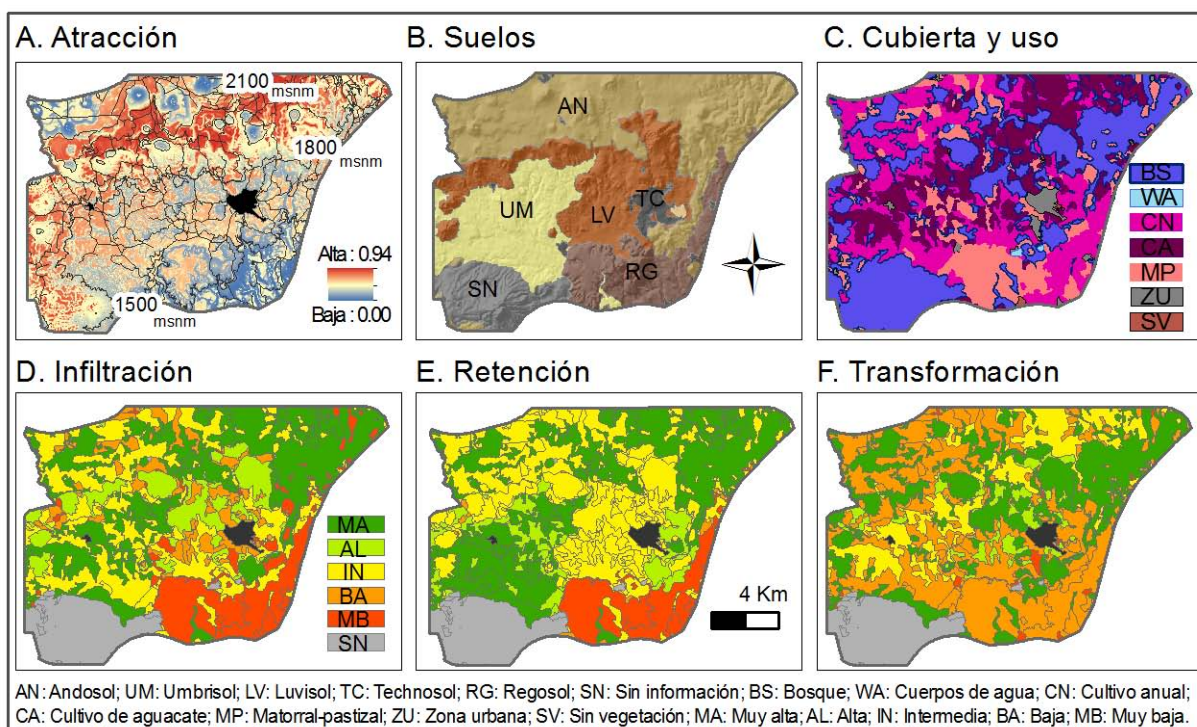 A. Atracción
B. Suelos
C. Cubierta y uso
2100
msnm
1800
msnm
1500
msnm
Alta : 0.94
Baja : 0.00
AN
UM
LV
TC
RG
SN
BS
WA
CN
CA
MP
ZU
SV
D. Infiltración
E. Retención
F. Transformación
MA
AL
IN
BA
MB
SN
4 Km
AN: Andosol; UM: Umbrisol; LV: Luvisol; TC: Technosol; RG: Regosol; SN: Sin información; BS: Bosque; WA: Cuerpos de agua; CN: Cultivo anual;
CA: Cultivo de aguacate; MP: Matorral-pastizal; ZU: Zona urbana; SV: Sin vegetación; MA: Muy alta; AL: Alta; IN: Intermedia; BA: Baja; MB: Muy baja